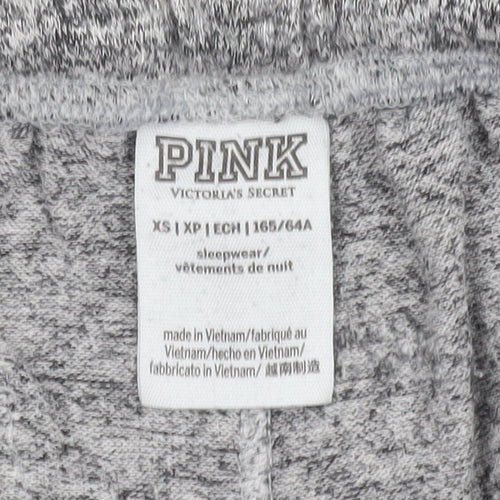 PINK
VICTORIA'S SECRET
XS | XP | ECH | 165/64A
sleepwear/
vêtements de nuit
made in Vietnam/fabriqué au
Vietnam/hecho en Vietnam/
fabbricato in Vietnam/ 越南制造